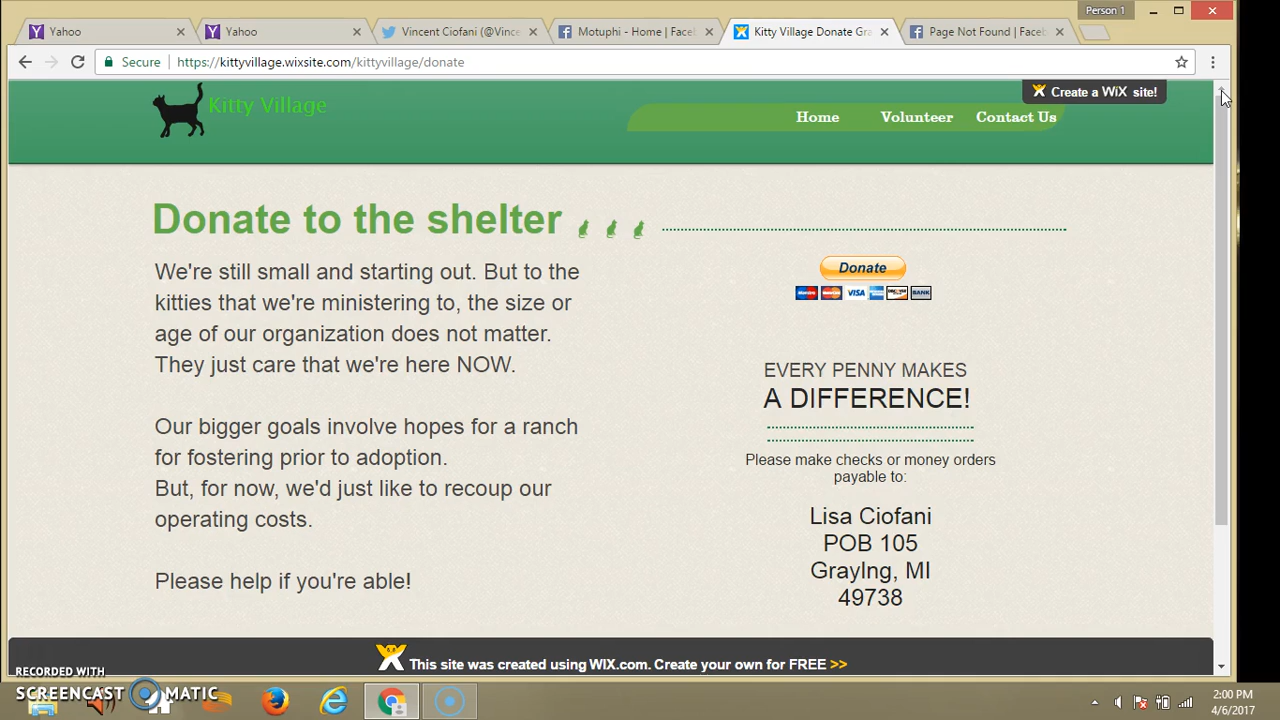 Person 1
Yahoo
Yahoo
Vincent Ciofani (@Vince
Motuphi - Home | Faceb
Kitty Village Donate Gra
Page Not Found | Faceb
Secure
https://kittyvillage.wixsite.com/kittyvillage/donate
Create a WiX site!
Kitty Village
Home
Volunteer
Contact Us
Donate to the shelter
We're still small and starting out. But to the
kitties that we're ministering to, the size or
age of our organization does not matter.
They just care that we're here NOW.
Our bigger goals involve hopes for a ranch
for fostering prior to adoption.
But, for now, we'd just like to recoup our
operating costs.
Please help if you're able!
Donate
VISA
BANK
EVERY PENNY MAKES
A DIFFERENCE!
Please make checks or money orders
payable to:
Lisa Ciofani
POB 105
Graylng, MI
49738
This site was created using WIX.com. Create your own for FREE >>
RECORDED WITH
SCREENCAST MATIC
2:00 PM
4/6/2017